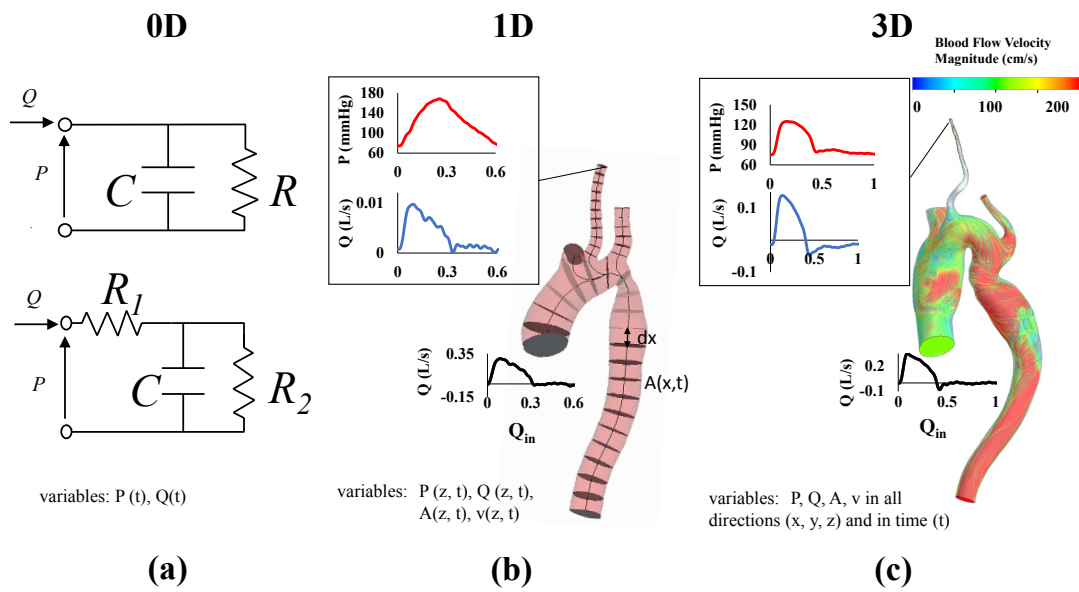 0D
Q
P
C
R
Q
R1
P
C
R2
variables: P (t), Q(t)
(a)
1D
P (mmHg)
180
140
100
60
0 0.3 0.6
Q (L/s)
0.01
0
0 0.3 0.6
dx
A(x,t)
Q (L/s)
0.35
-0.15
0 0.3 0.6
Qin
variables: P (z, t), Q (z, t),
A(z, t), v(z, t)
(b)
3D
Blood Flow Velocity
Magnitude (cm/s)
0 100 200
P (mmHg)
150
120
90
60
0 0.5 1
Q (L/s)
0.1
-0.1
0 0.5 1
Q (L/s)
0.2
-0.1
0 0.5 1
Qin
variables: P, Q, A, v in all
directions (x, y, z) and in time (t)
(c)